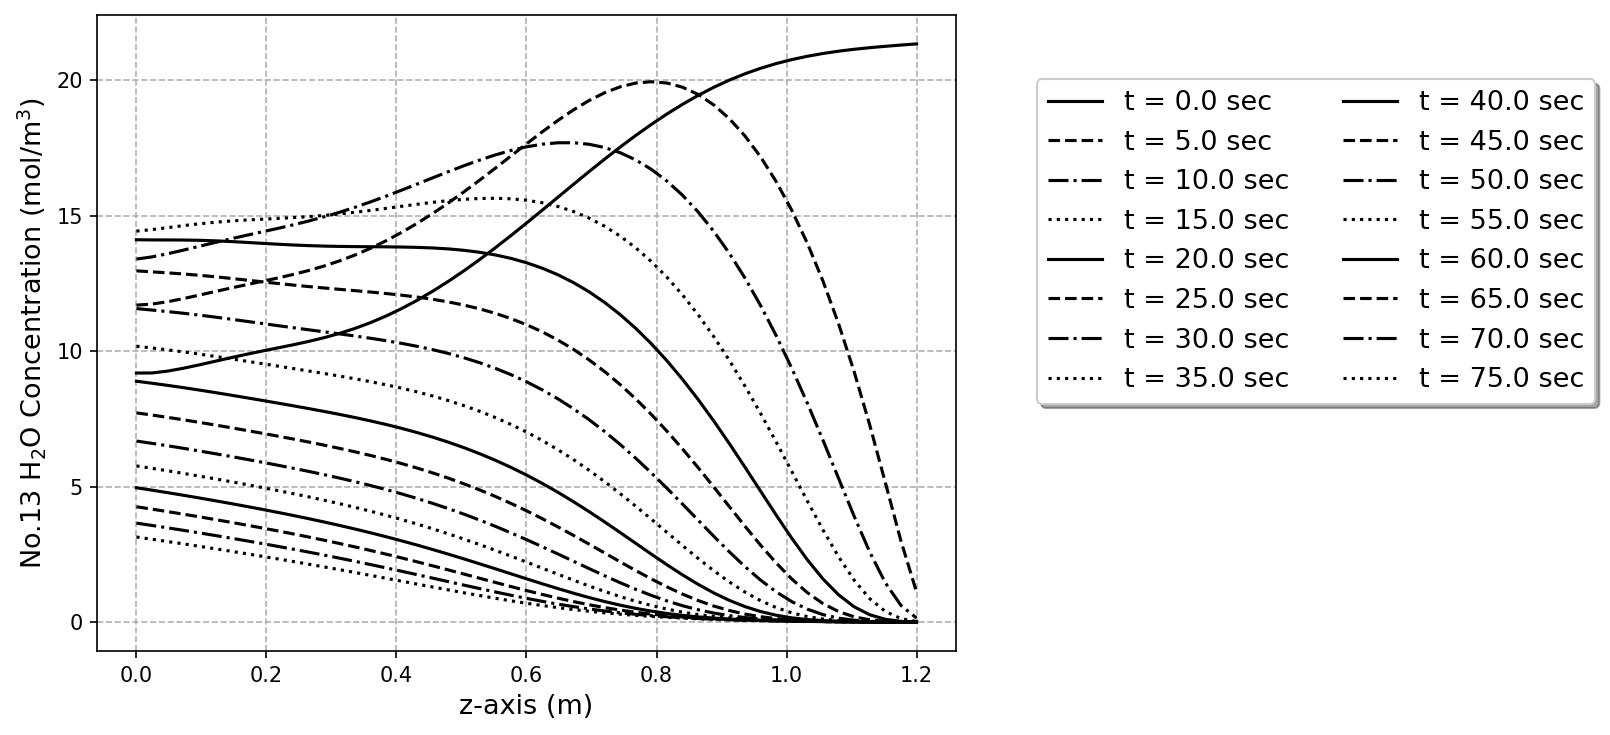 No.13 H₂O Concentration (mol/m³)
20
15
10
5
0
0.0 0.2 0.4 0.6 0.8 1.0 1.2
z-axis (m)
t = 0.0 sec
t = 5.0 sec
t = 10.0 sec
t = 15.0 sec
t = 20.0 sec
t = 25.0 sec
t = 30.0 sec
t = 35.0 sec
t = 40.0 sec
t = 45.0 sec
t = 50.0 sec
t = 55.0 sec
t = 60.0 sec
t = 65.0 sec
t = 70.0 sec
t = 75.0 sec